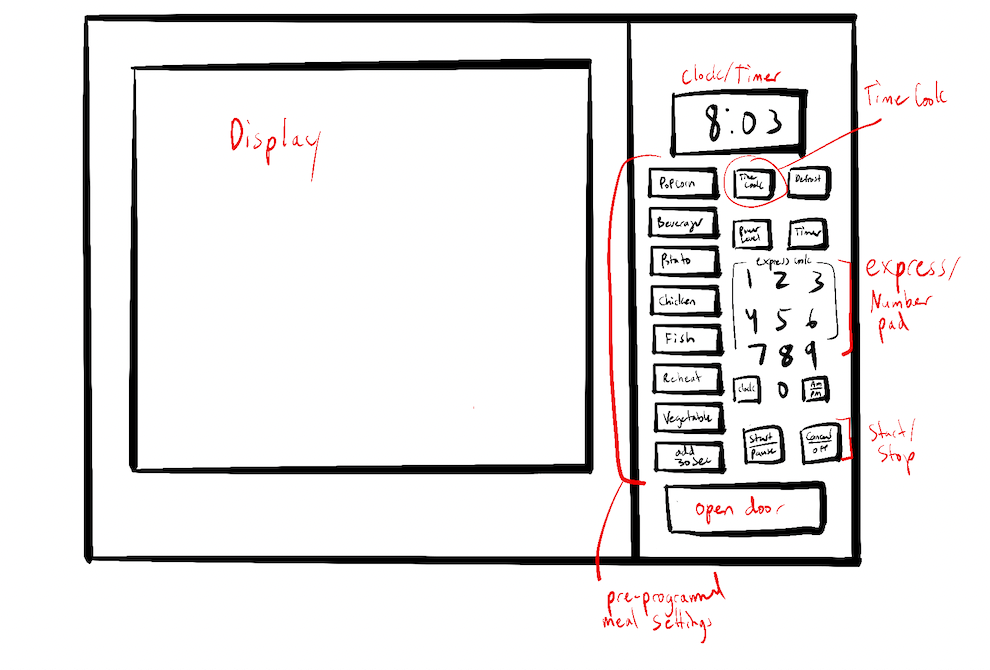 Clock/Timer
8:03
Time Cook
Display
Popcorn
Time
Cook
Defrost
Beverage
Power
Level
Timer
Potato
express cook
1 2 3
express/
Number
pad
Chicken
4 5 6
Fish
7 8 9
Reheat
clock
0
Am
pm
Vegetable
Start
Pause
Cancel
off
Start/
Stop
add
30 sec
open door
pre-programmed
meal settings